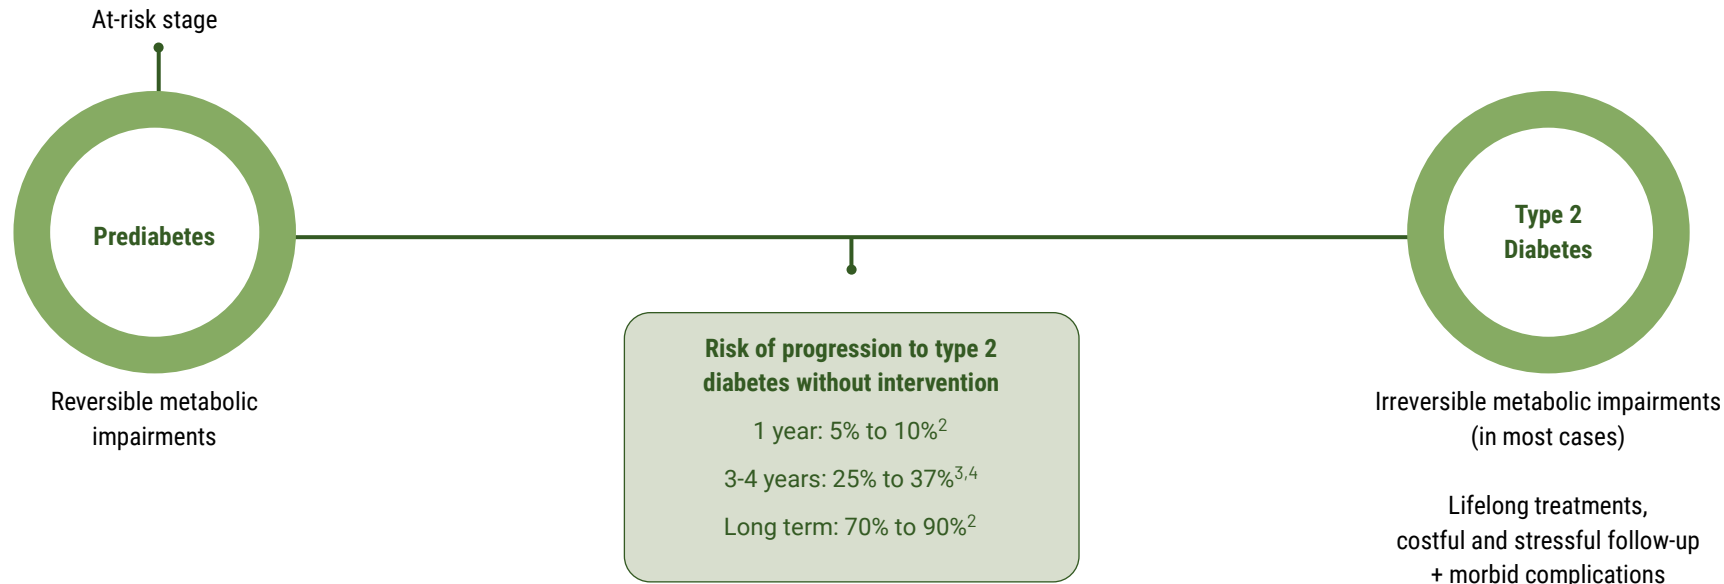 At-risk stage
Prediabetes
Reversible metabolic
impairments
Risk of progression to type 2
diabetes without intervention
1 year: 5% to 10%2
3-4 years: 25% to 37%3,4
Long term: 70% to 90%2
Type 2
Diabetes
Irreversible metabolic impairments
(in most cases)
Lifelong treatments,
costful and stressful follow-up
+ morbid complications